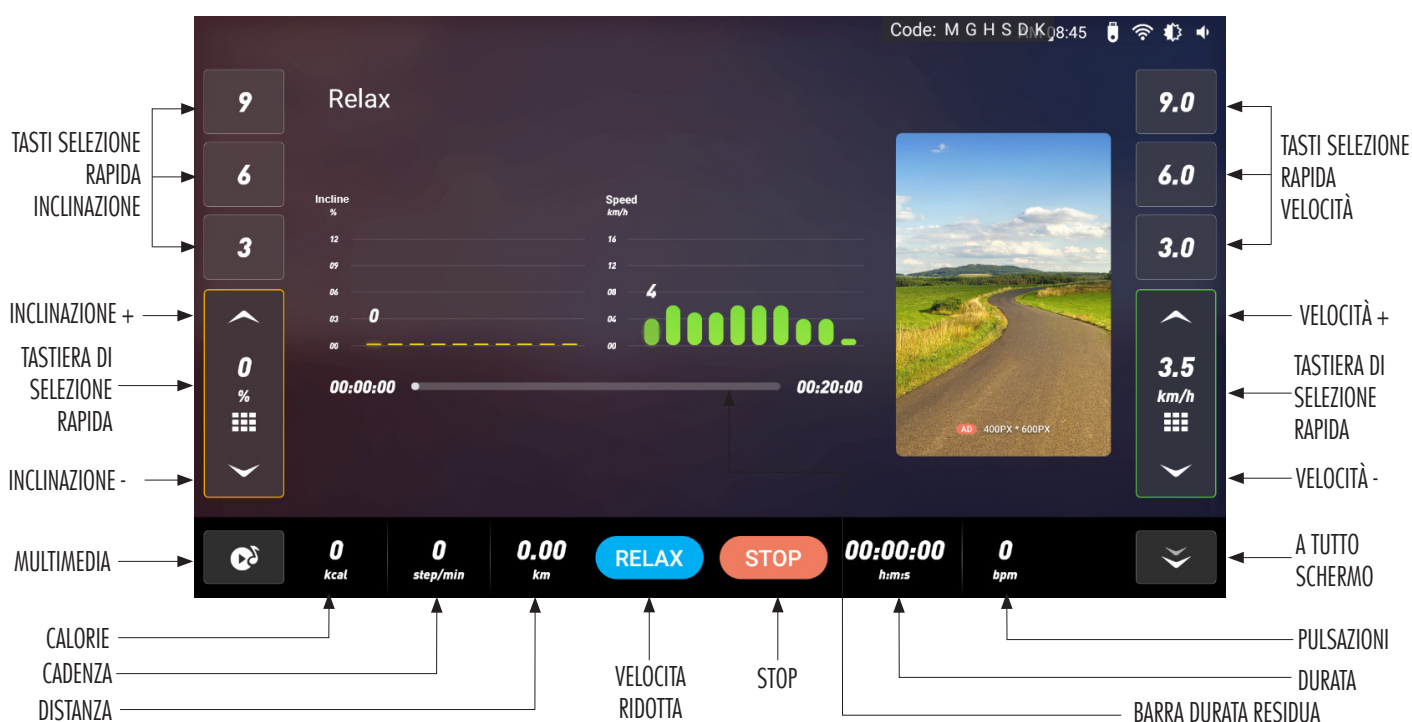 Code: M G H S D K 08:45
9
6
3
TASTI SELEZIONE
RAPIDA
INCLINAZIONE
INCLINAZIONE +
TASTIERA DI
SELEZIONE
RAPIDA
INCLINAZIONE -
0
%
Relax
Incline
%
12
09
06
03
00
0
Speed
km/h
16
12
08
04
00
4
00:00:00
00:20:00
AD 400PX * 600PX
9.0
6.0
3.0
TASTI SELEZIONE
RAPIDA
VELOCITÀ
3.5
km/h
VELOCITÀ +
TASTIERA DI
SELEZIONE
RAPIDA
VELOCITÀ -
MULTIMEDIA
0
kcal
0
step/min
0.00
km
RELAX
STOP
00:00:00
h:m:s
0
bpm
A TUTTO
SCHERMO
CALORIE
CADENZA
DISTANZA
VELOCITA
RIDOTTA
STOP
PULSAZIONI
DURATA
BARRA DURATA RESIDUA